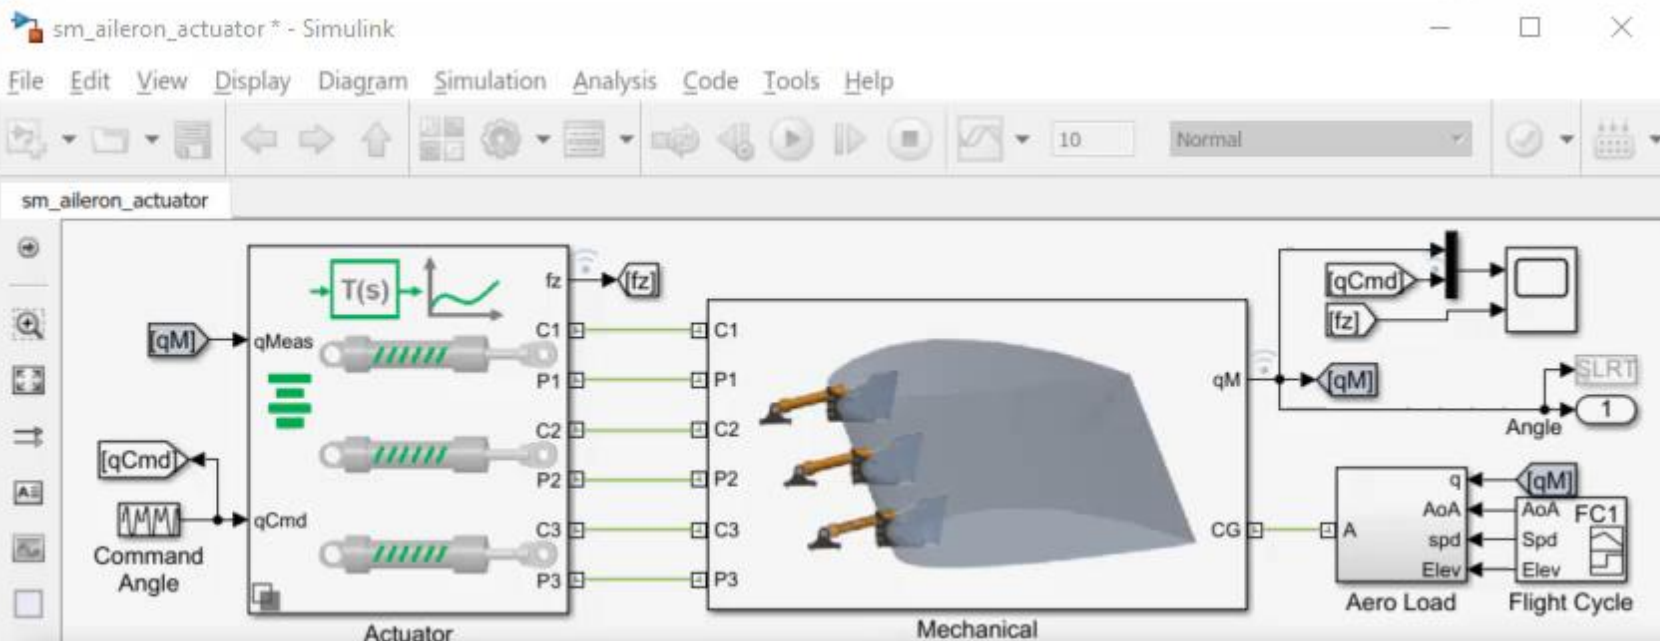 sm_aileron_actuator * - Simulink
File Edit View Display Diagram Simulation Analysis Code Tools Help
10 Normal
sm_aileron_actuator
T(s)
fz [fz]
[qM] qMeas
C1 C1
P1 P1
C2 C2
P2 P2
C3 C3
P3 P3
[qCmd]
qCmd
Command
Angle
Actuator
qM [qM]
CG A
Mechanical
[qCmd]
[fz]
SLRT
1
Angle
q [qM]
AoA AoA FC1
spd Spd
Elev Elev
Aero Load Flight Cycle